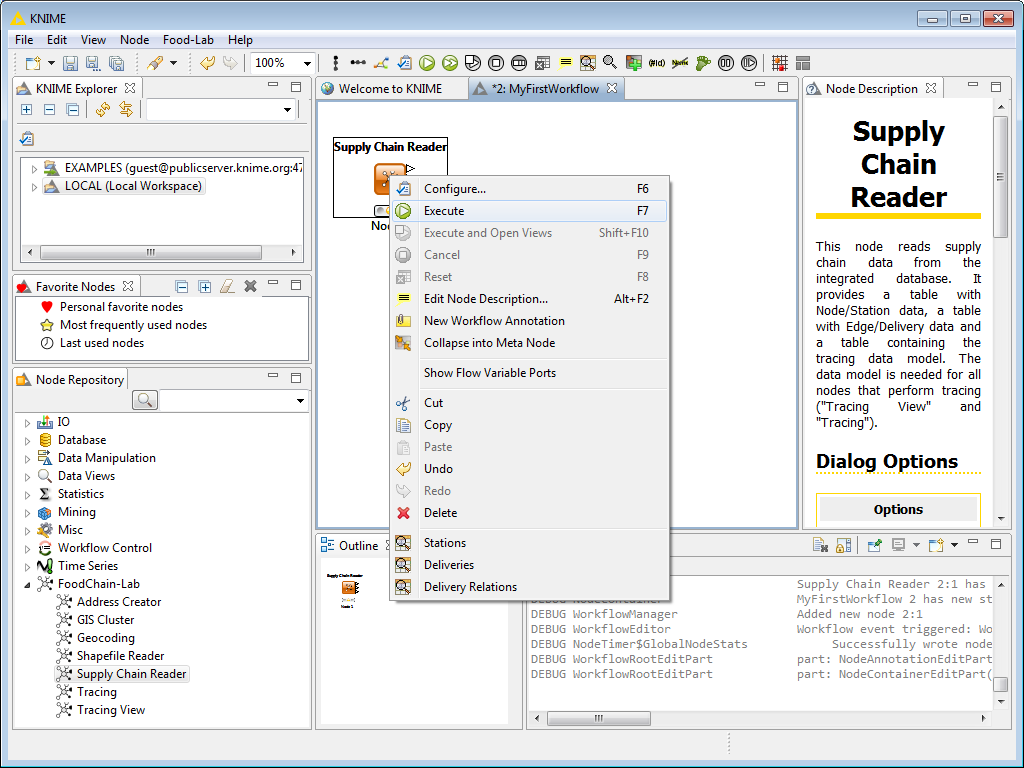 KNIME
File Edit View Node Food-Lab Help
100%
KNIME Explorer
EXAMPLES (guest@publicserver.knime.org:47
LOCAL (Local Workspace)
Favorite Nodes
Personal favorite nodes
Most frequently used nodes
Last used nodes
Node Repository
IO
Database
Data Manipulation
Data Views
Statistics
Mining
Misc
Workflow Control
Time Series
FoodChain-Lab
Address Creator
GIS Cluster
Geocoding
Shapefile Reader
Supply Chain Reader
Tracing
Tracing View
Welcome to KNIME
*2: MyFirstWorkflow
Supply Chain Reader
Configure... F6
Execute F7
Execute and Open Views Shift+F10
Cancel F9
Reset F8
Edit Node Description... Alt+F2
New Workflow Annotation
Collapse into Meta Node
Show Flow Variable Ports
Cut
Copy
Paste
Undo
Redo
Delete
Stations
Deliveries
Delivery Relations
Outline
Supply Chain Reader
Node 1
Supply Chain Reader 2:1 has
MyFirstWorkflow 2 has new st
DEBUG WorkflowManager Added new node 2:1
DEBUG WorkflowEditor Workflow event triggered: Wo
DEBUG NodeTimer$GlobalNodeStats Successfully wrote node
DEBUG WorkflowRootEditPart part: NodeAnnotationEditPart
DEBUG WorkflowRootEditPart part: NodeContainerEditPart(
Node Description
Supply
Chain
Reader
This node reads supply
chain data from the
integrated database. It
provides a table with
Node/Station data, a table
with Edge/Delivery data and
a table containing the
tracing data model. The
data model is needed for all
nodes that perform tracing
("Tracing View" and
"Tracing").
Dialog Options
Options